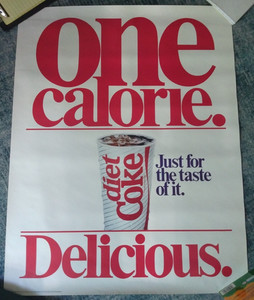 one
calorie.
diet
Coke
Just for
the taste
of it.
Delicious.